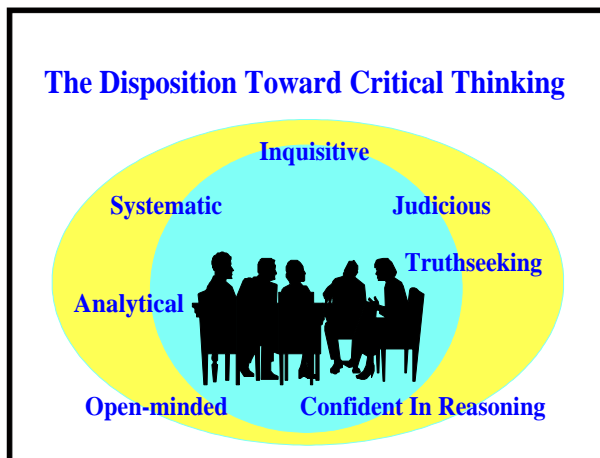 The Disposition Toward Critical Thinking
Inquisitive
Systematic
Judicious
Truthseeking
Analytical
Open-minded
Confident In Reasoning